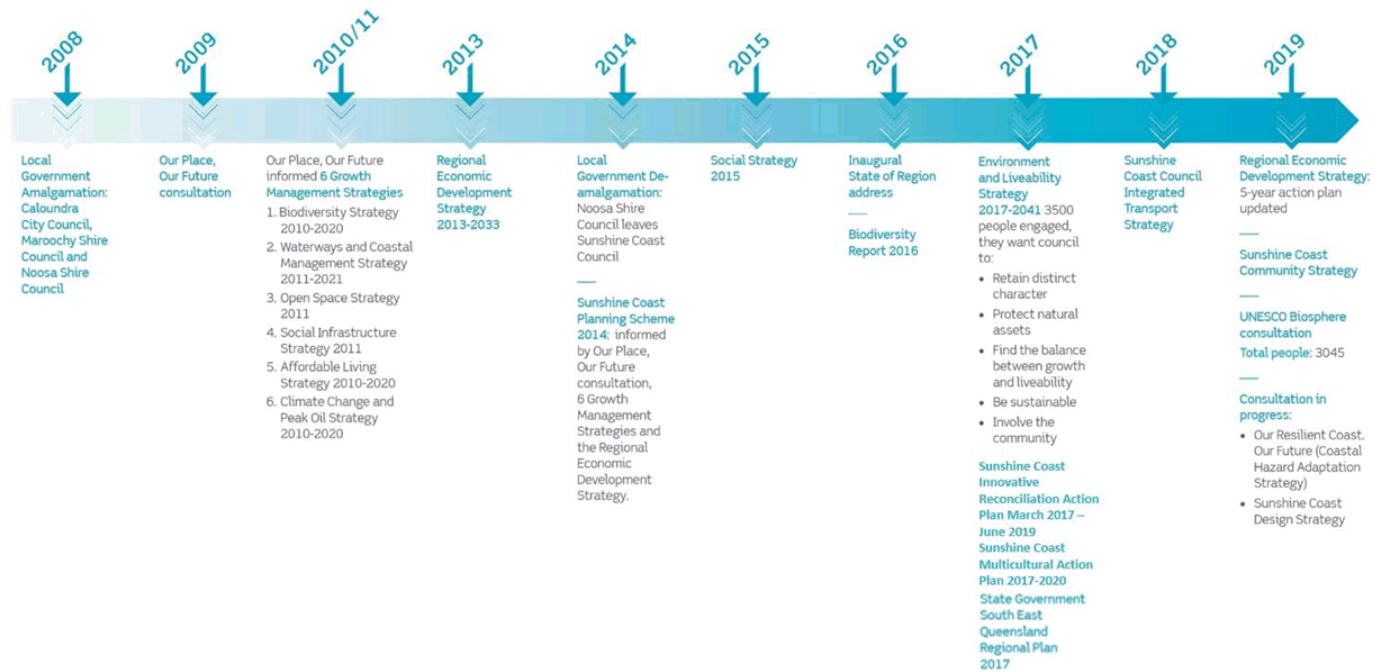 2008
2009
2010/11
2013
2014
2015
2016
2017
2018
2019
Local
Government
Amalgamation:
Caloundra
City Council,
Maroochy Shire
Council and
Noosa Shire
Council
Our Place,
Our Future
consultation
Our Place, Our Future
informed 6 Growth
Management Strategies
1. Biodiversity Strategy
2010-2020
2. Waterways and Coastal
Management Strategy
2011-2021
3. Open Space Strategy
2011
4. Social Infrastructure
Strategy 2011
5. Affordable Living
Strategy 2010-2020
6. Climate Change and
Peak Oil Strategy
2010-2020
Regional
Economic
Development
Strategy
2013-2033
Local
Government De-
amalgamation:
Noosa Shire
Council leaves
Sunshine Coast
Council
Sunshine Coast
Planning Scheme
2014: informed
by Our Place,
Our Future
consultation,
6 Growth
Management
Strategies and
the Regional
Economic
Development
Strategy.
Social Strategy
2015
Inaugural
State of Region
address
Biodiversity
Report 2016
Environment
and Liveability
Strategy
2017-2041 3500
people engaged,
they want council
to:
• Retain distinct
character
• Protect natural
assets
• Find the balance
between growth
and liveability
• Be sustainable
• Involve the
community
Sunshine Coast
Innovative
Reconciliation Action
Plan March 2017 –
June 2019
Sunshine Coast
Multicultural Action
Plan 2017-2020
State Government
South East
Queensland
Regional Plan
2017
Sunshine
Coast Council
Integrated
Transport
Strategy
Regional Economic
Development Strategy:
5-year action plan
updated
Sunshine Coast
Community Strategy
UNESCO Biosphere
consultation
Total people: 3045
Consultation in
progress:
• Our Resilient Coast.
Our Future (Coastal
Hazard Adaptation
Strategy)
• Sunshine Coast
Design Strategy